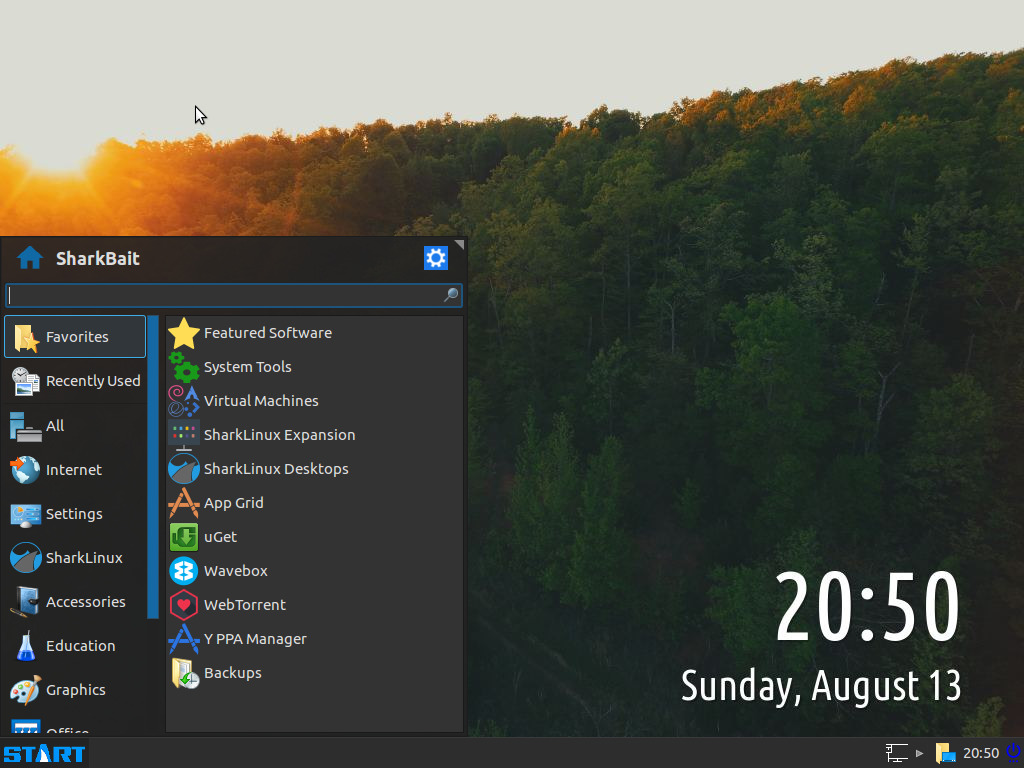 SharkBait
Favorites
Recently Used
All
Internet
Settings
SharkLinux
Accessories
Education
Graphics
Office
Featured Software
System Tools
Virtual Machines
SharkLinux Expansion
SharkLinux Desktops
App Grid
uGet
Wavebox
WebTorrent
Y PPA Manager
Backups
20:50
Sunday, August 13
START
20:50